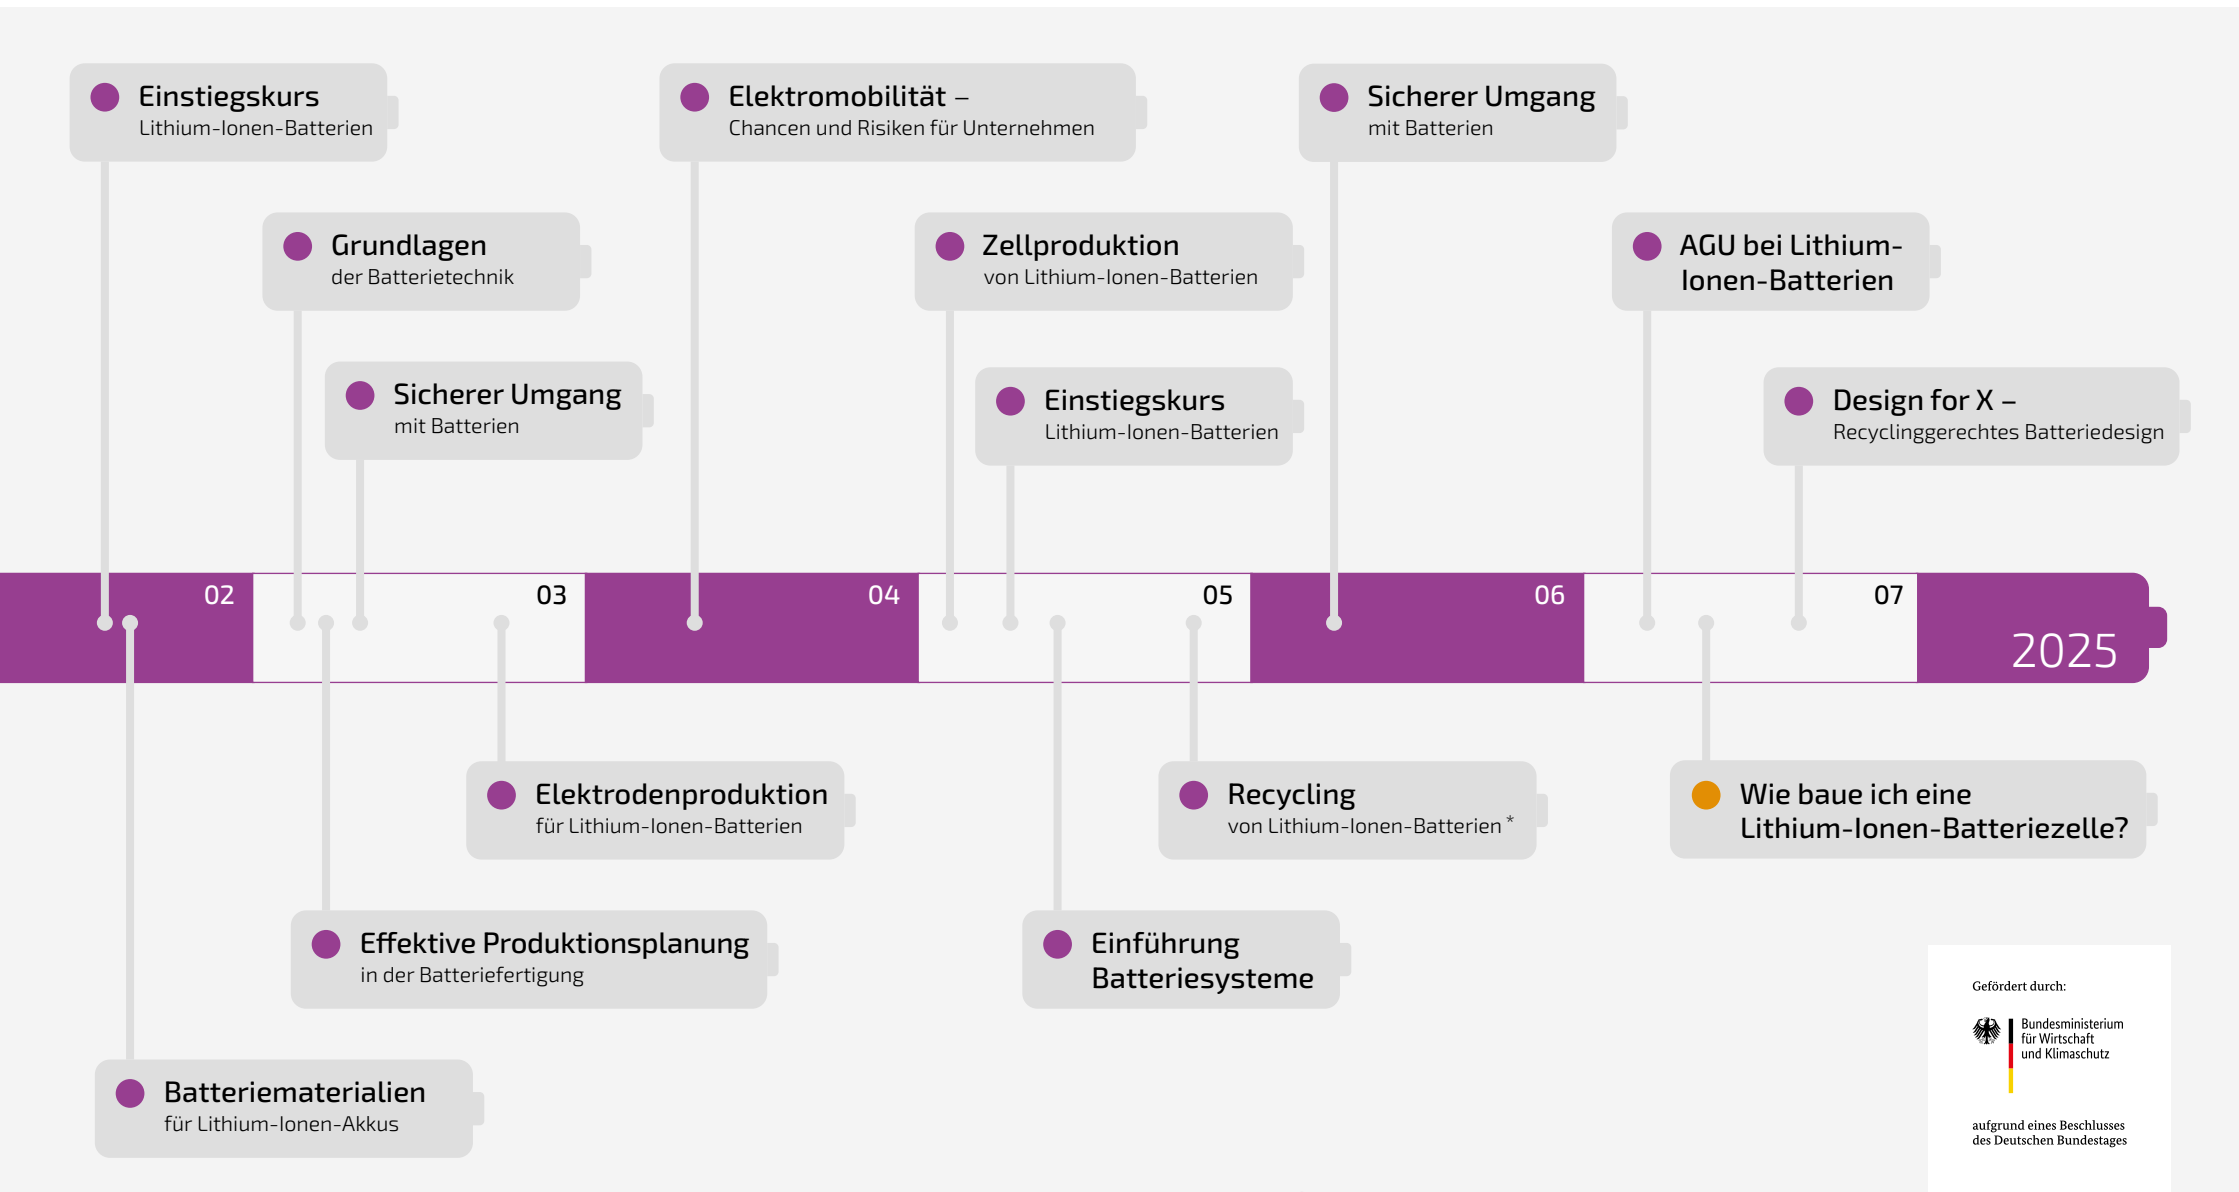 Einstiegskurs
Lithium-Ionen-Batterien
Elektromobilität –
Chancen und Risiken für Unternehmen
Sicherer Umgang
mit Batterien
Grundlagen
der Batterietechnik
Zellproduktion
von Lithium-Ionen-Batterien
AGU bei Lithium-
Ionen-Batterien
Sicherer Umgang
mit Batterien
Einstiegskurs
Lithium-Ionen-Batterien
Design for X –
Recyclinggerechtes Batteriedesign
02
03
04
05
06
07
2025
Elektrodenproduktion
für Lithium-Ionen-Batterien
Recycling
von Lithium-Ionen-Batterien *
Wie baue ich eine
Lithium-Ionen-Batteriezelle?
Effektive Produktionsplanung
in der Batteriefertigung
Einführung
Batteriesysteme
Batteriematerialien
für Lithium-Ionen-Akkus
Gefördert durch:
Bundesministerium
für Wirtschaft
und Klimaschutz
aufgrund eines Beschlusses
des Deutschen Bundestages